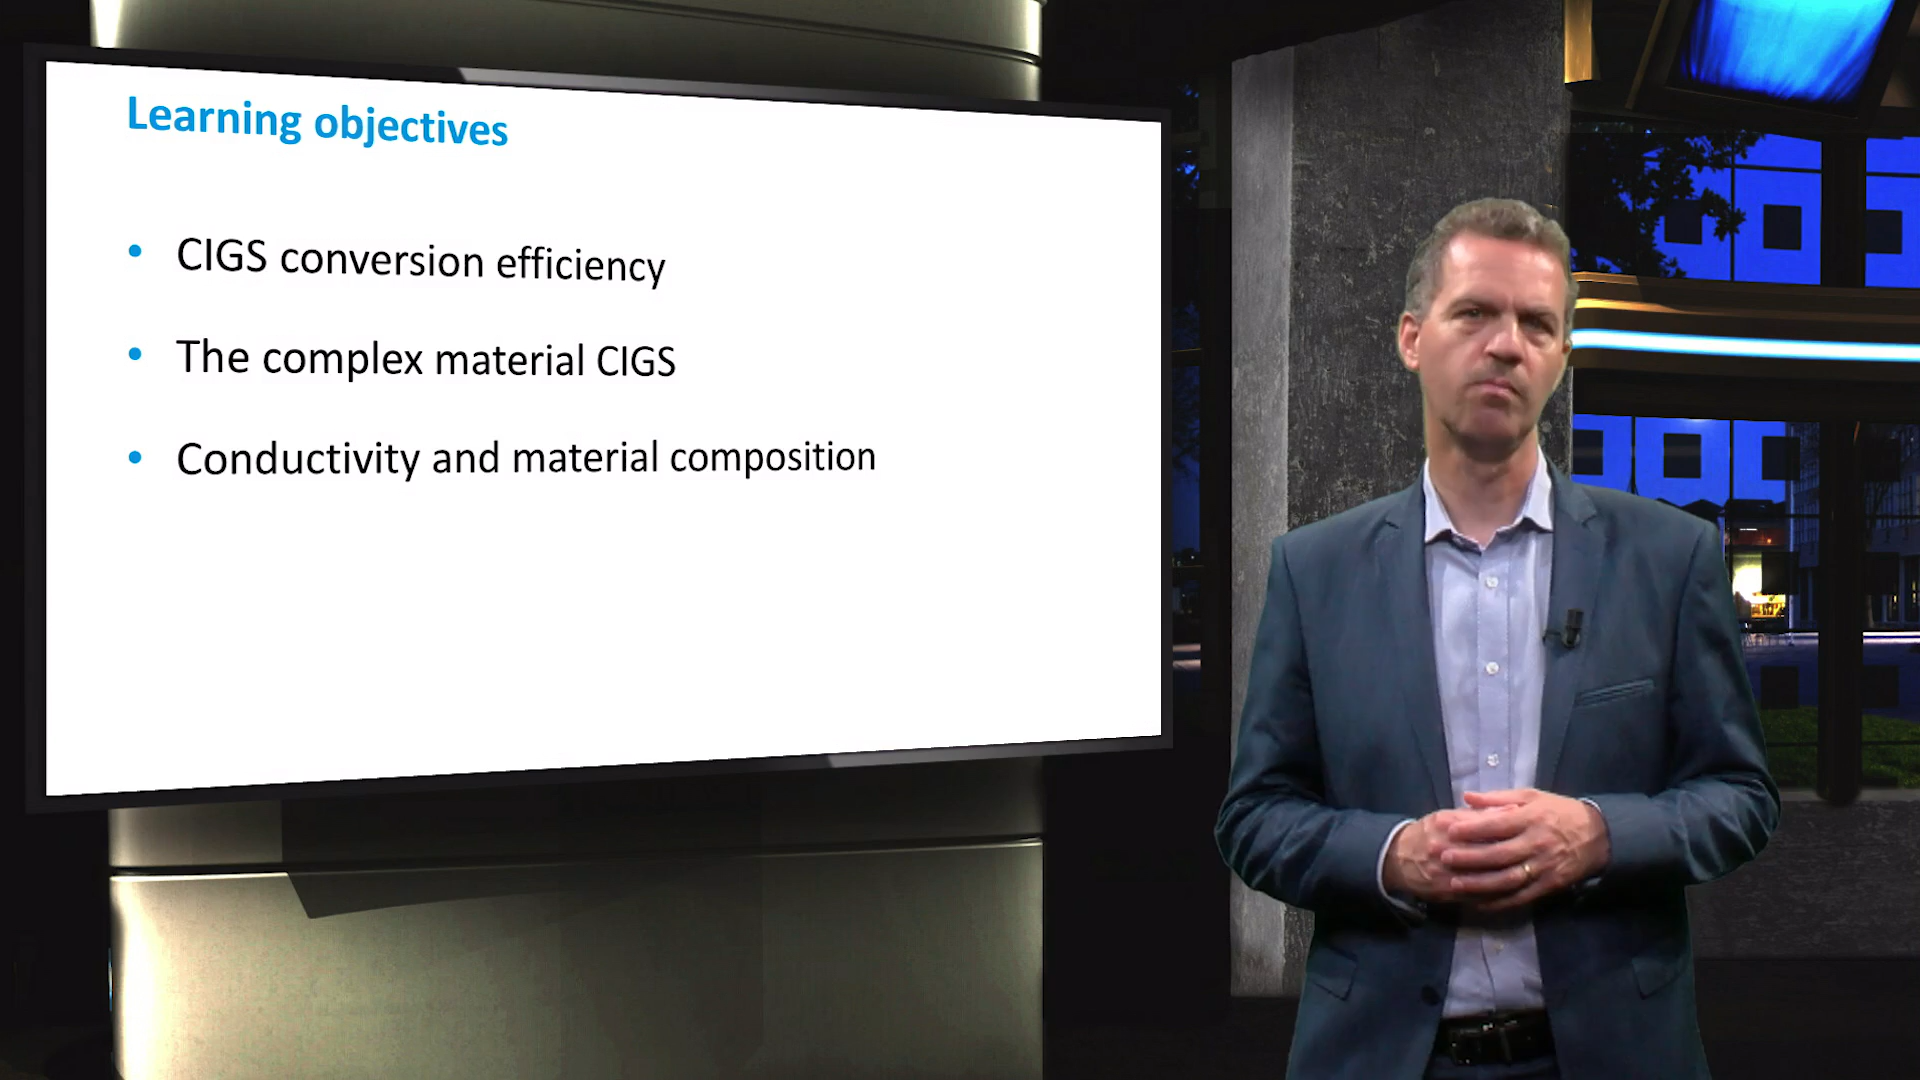 Learning objectives
• CIGS conversion efficiency
• The complex material CIGS
• Conductivity and material composition